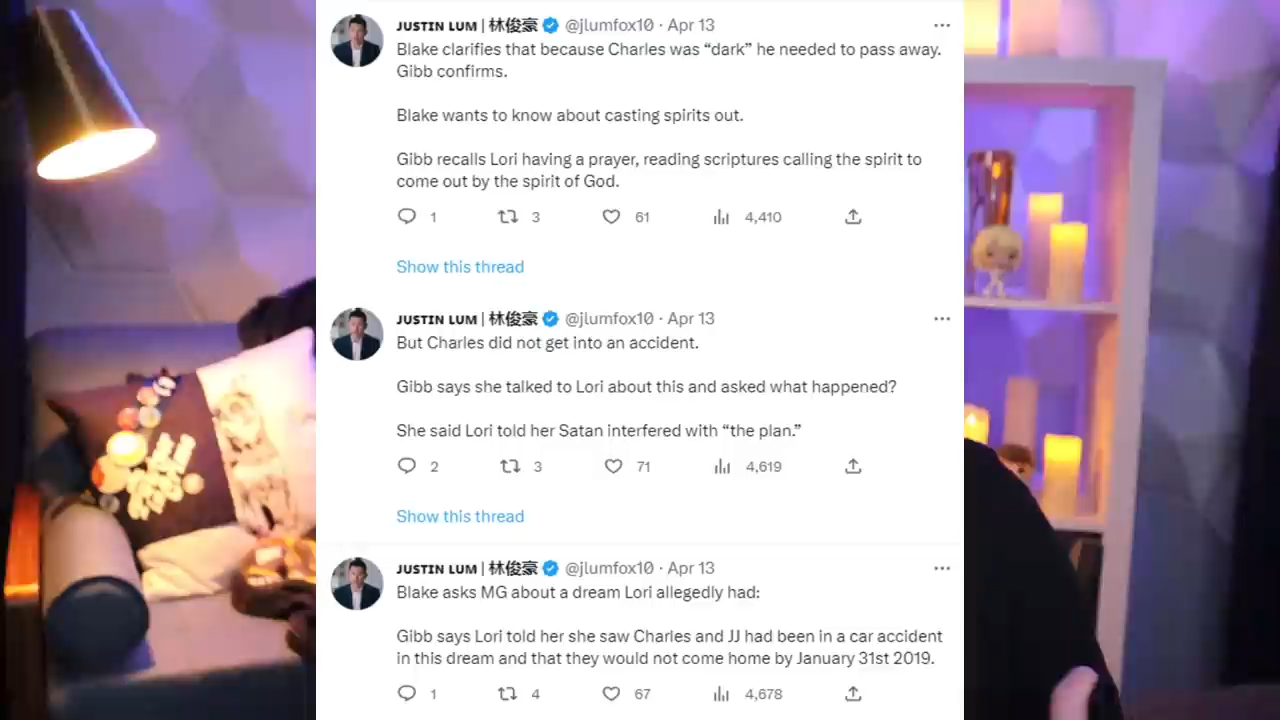 JUSTIN LUM | 林俊豪 @jlumfox10 · Apr 13
Blake clarifies that because Charles was “dark” he needed to pass away.
Gibb confirms.
Blake wants to know about casting spirits out.
Gibb recalls Lori having a prayer, reading scriptures calling the spirit to
come out by the spirit of God.
1 3 61 4,410
Show this thread
JUSTIN LUM | 林俊豪 @jlumfox10 · Apr 13
But Charles did not get into an accident.
Gibb says she talked to Lori about this and asked what happened?
She said Lori told her Satan interfered with “the plan.”
2 3 71 4,619
Show this thread
JUSTIN LUM | 林俊豪 @jlumfox10 · Apr 13
Blake asks MG about a dream Lori allegedly had:
Gibb says Lori told her she saw Charles and JJ had been in a car accident
in this dream and that they would not come home by January 31st 2019.
1 4 67 4,678